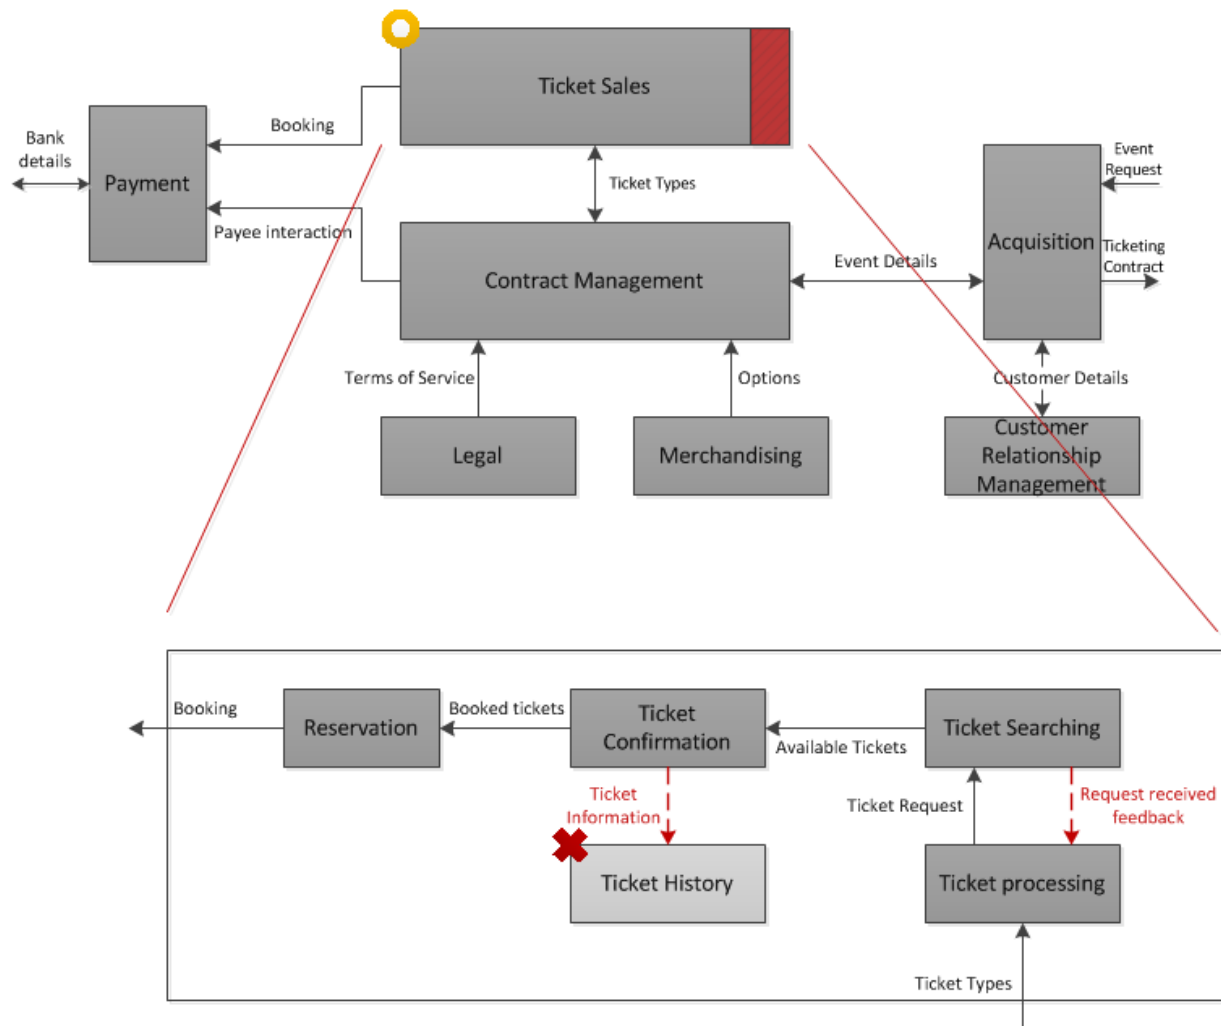 Ticket Sales
Booking
Bank
details
Payment
Ticket Types
Event
Request
Payee interaction
Acquisition
Ticketing
Contract
Event Details
Contract Management
Terms of Service
Options
Customer Details
Legal
Merchandising
Customer
Relationship
Management
Booking
Reservation
Booked tickets
Ticket
Confirmation
Available Tickets
Ticket Searching
Ticket
Information
Ticket Request
Request received
feedback
Ticket History
Ticket processing
Ticket Types